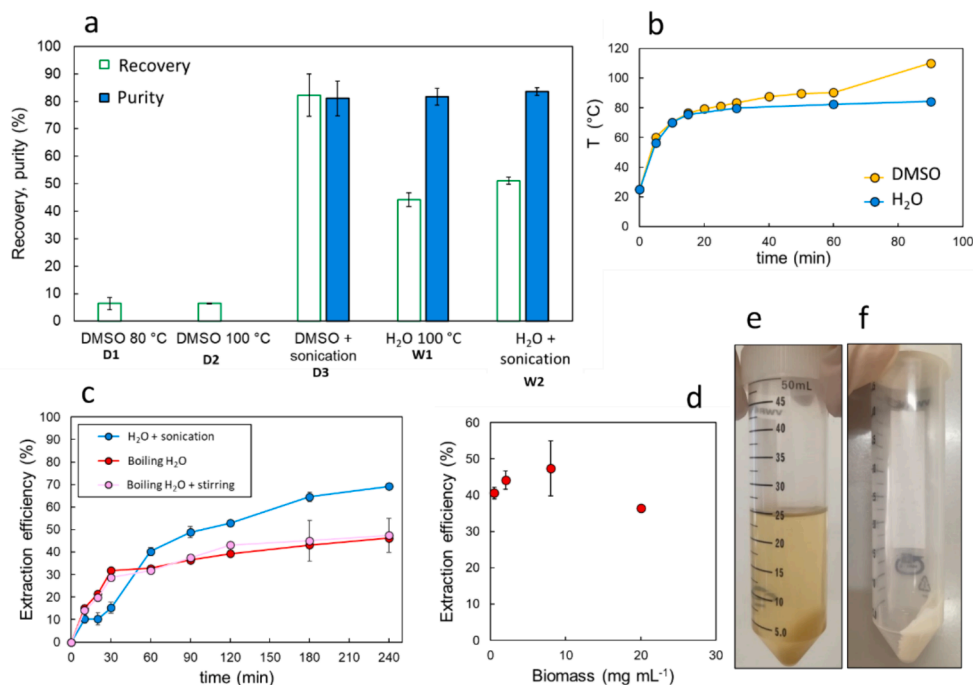 a
Recovery, purity (%)
100
90
80
70
60
50
40
30
20
10
0
Recovery
Purity
DMSO 80 °C
D1
DMSO 100 °C
D2
DMSO +
sonication
D3
H₂O 100 °C
W1
H₂O +
sonication
W2
b
T (°C)
120
100
80
60
40
20
0
DMSO
H₂O
0 20 40 60 80 100
time (min)
c
Extraction efficiency (%)
100
90
80
70
60
50
40
30
20
10
0
H₂O + sonication
Boiling H₂O
Boiling H₂O + stirring
0 30 60 90 120 150 180 210 240
time (min)
d
Extraction efficiency (%)
60
50
40
30
20
10
0
0 10 20 30
Biomass (mg mL⁻¹)
e
50mL
45
40
35
30
25
20
15
10
5.0
f